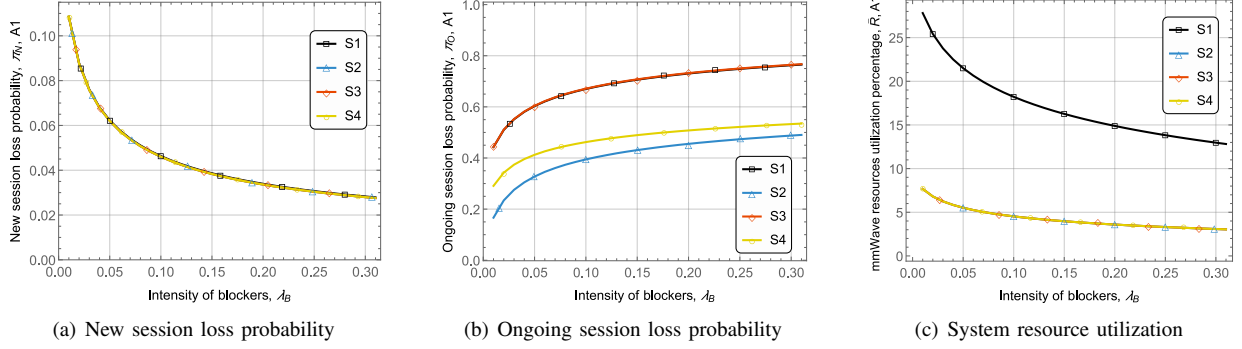 New session loss probability, π_N, A1
0.10
0.08
0.06
0.04
0.02
0.00
0.00 0.05 0.10 0.15 0.20 0.25 0.30
Intensity of blockers, λ_B
S1
S2
S3
S4
(a) New session loss probability
Ongoing session loss probability, π_O, A1
1.0
0.8
0.6
0.4
0.2
0.0
0.00 0.05 0.10 0.15 0.20 0.25 0.30
Intensity of blockers, λ_B
S1
S2
S3
S4
(b) Ongoing session loss probability
mmWave resources utilization percentage, R̄, A1
25
20
15
10
5
0
0.00 0.05 0.10 0.15 0.20 0.25 0.30
Intensity of blockers, λ_B
S1
S2
S3
S4
(c) System resource utilization